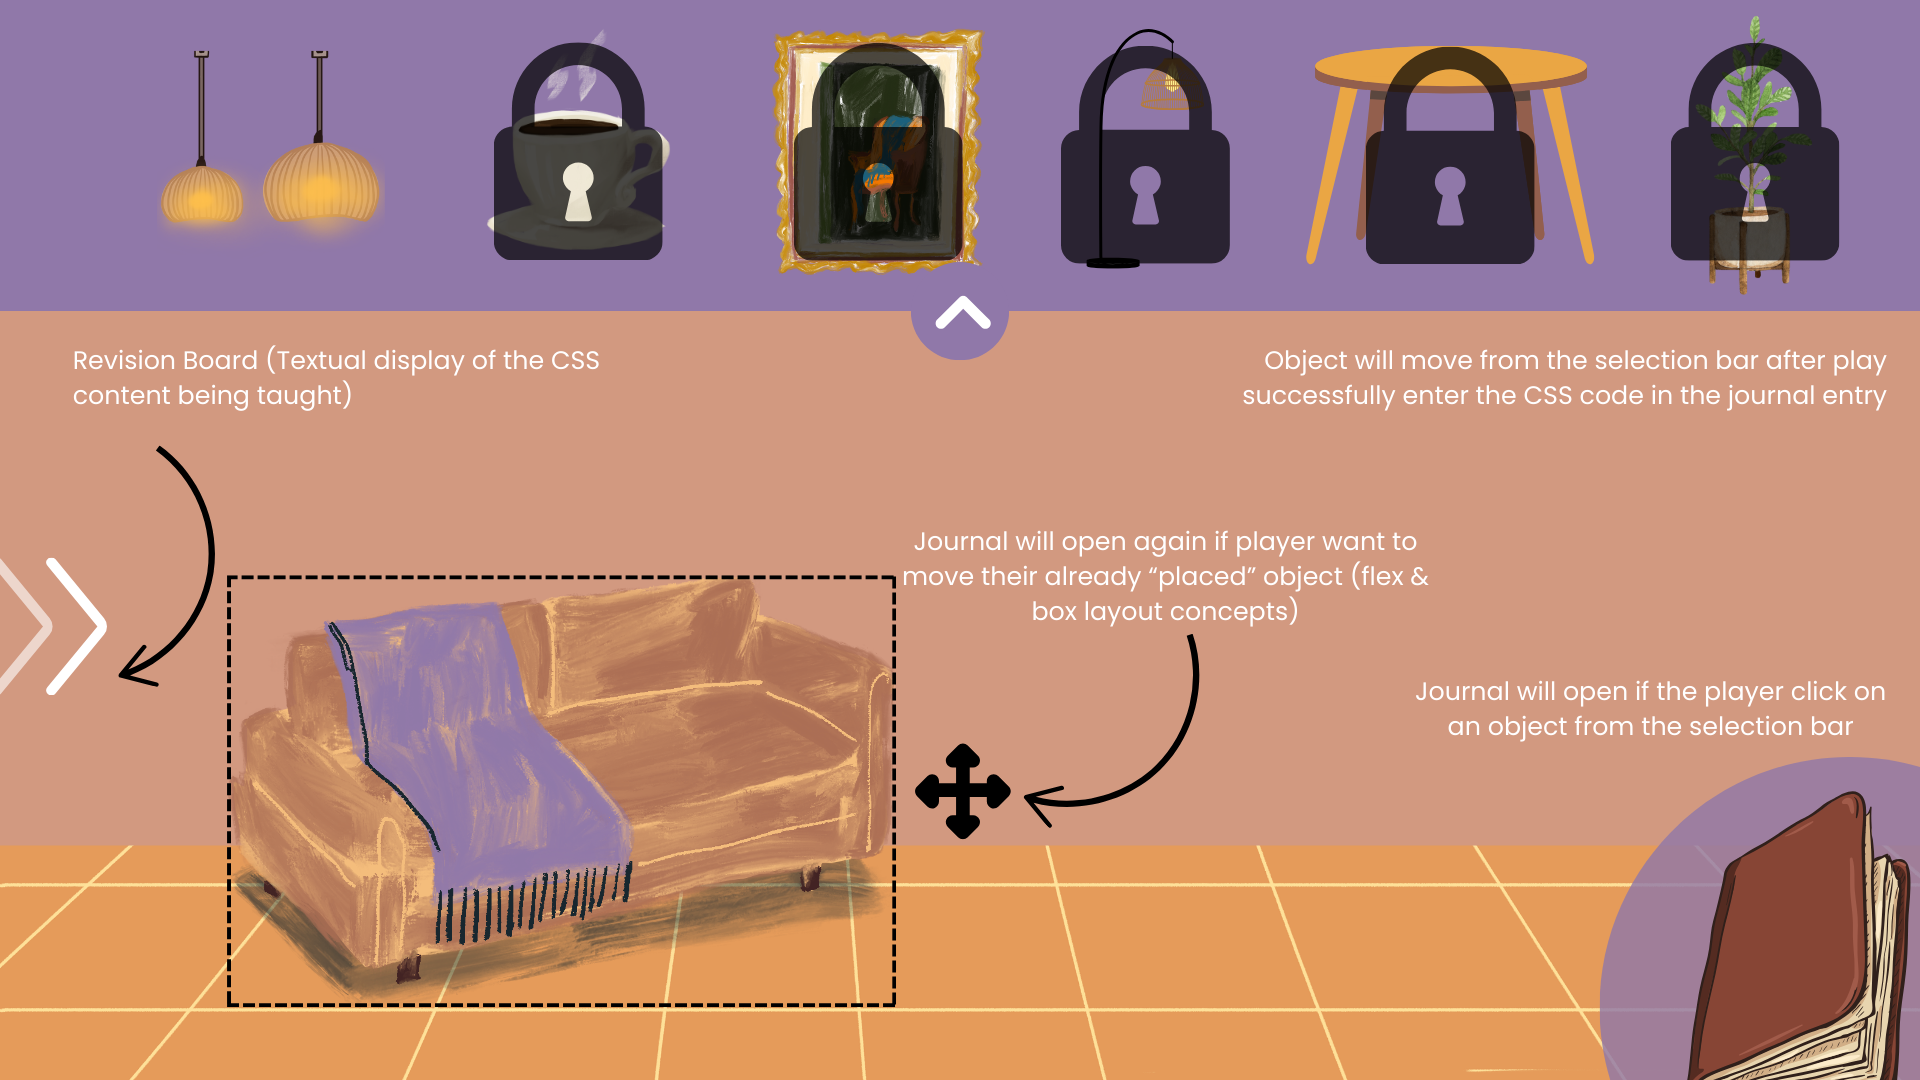 Revision Board (Textual display of the CSS
content being taught)
Object will move from the selection bar after play
successfully enter the CSS code in the journal entry
Journal will open again if player want to
move their already “placed” object (flex &
box layout concepts)
Journal will open if the player click on
an object from the selection bar